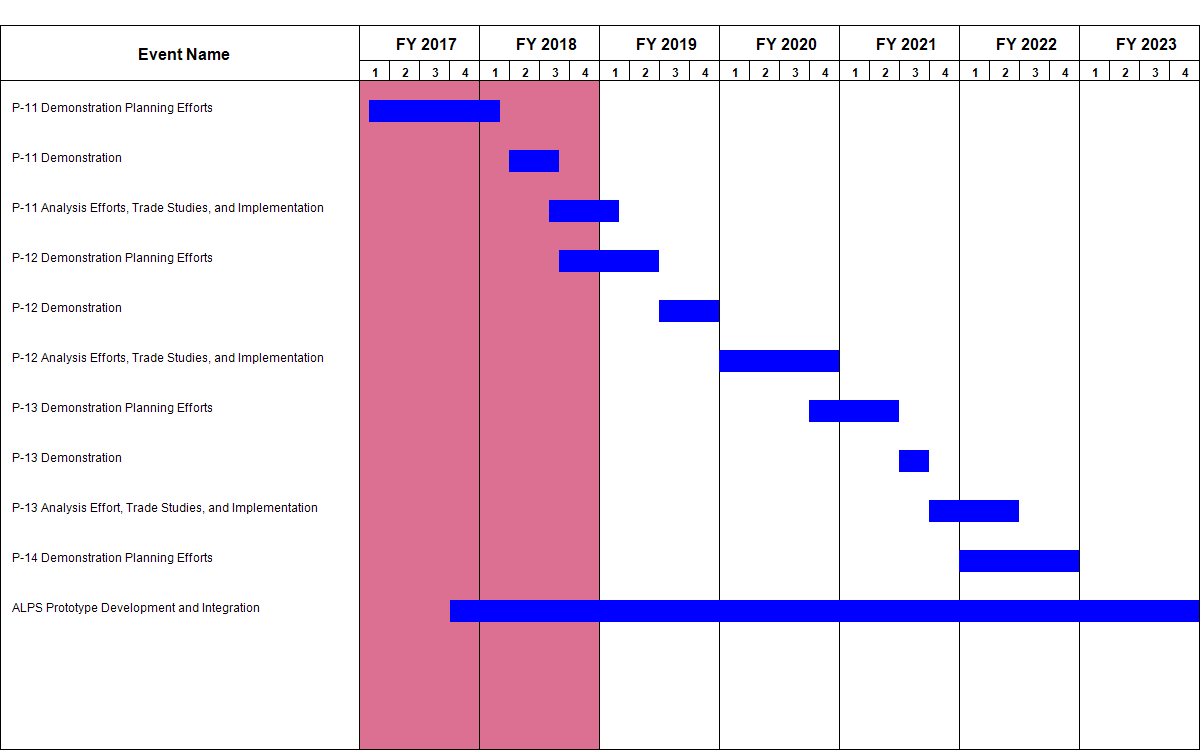 Event Name FY 2017 FY 2018 FY 2019 FY 2020 FY 2021 FY 2022 FY 2023
1 2 3 4 1 2 3 4 1 2 3 4 1 2 3 4 1 2 3 4 1 2 3 4 1 2 3 4
P-11 Demonstration Planning Efforts
P-11 Demonstration
P-11 Analysis Efforts, Trade Studies, and Implementation
P-12 Demonstration Planning Efforts
P-12 Demonstration
P-12 Analysis Efforts, Trade Studies, and Implementation
P-13 Demonstration Planning Efforts
P-13 Demonstration
P-13 Analysis Effort, Trade Studies, and Implementation
P-14 Demonstration Planning Efforts
ALPS Prototype Development and Integration